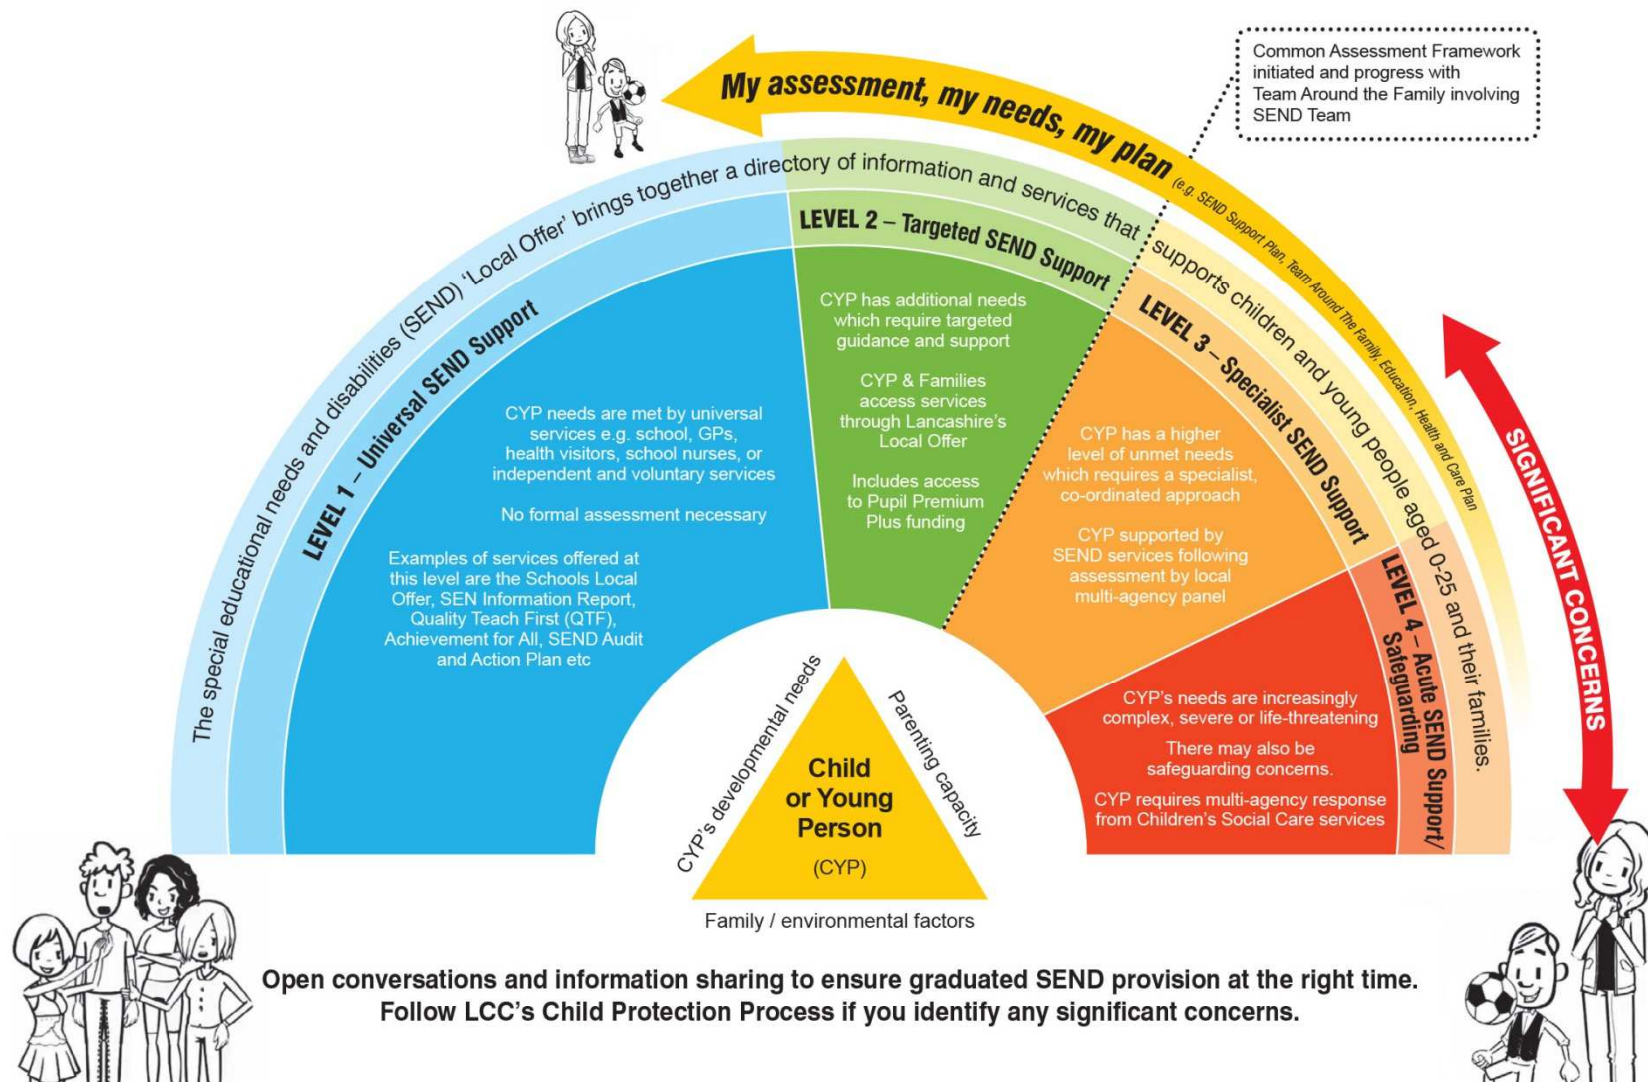 My assessment, my needs, my plan (e.g. SEND Support Plan, Team Around The Family, Education, Health and Care Plan
Common Assessment Framework
initiated and progress with
Team Around the Family involving
SEND Team
The special educational needs and disabilities (SEND) ‘Local Offer’ brings together a directory of information and services that supports children and young people aged 0-25 and their families.
LEVEL 1 – Universal SEND Support
CYP needs are met by universal
services e.g. school, GPs,
health visitors, school nurses, or
independent and voluntary services
No formal assessment necessary
Examples of services offered at
this level are the Schools Local
Offer, SEN Information Report,
Quality Teach First (QTF),
Achievement for All, SEND Audit
and Action Plan etc
LEVEL 2 – Targeted SEND Support
CYP has additional needs
which require targeted
guidance and support
CYP & Families
access services
through Lancashire’s
Local Offer
Includes access
to Pupil Premium
Plus funding
LEVEL 3 – Specialist SEND Support
CYP has a higher
level of unmet needs
which requires a specialist,
co-ordinated approach
CYP supported by
SEND services following
assessment by local
multi-agency panel
LEVEL 4 – Acute SEND Support/
Safeguarding
CYP’s needs are increasingly
complex, severe or life-threatening
There may also be
safeguarding concerns.
CYP requires multi-agency response
from Children’s Social Care services
SIGNIFICANT CONCERNS
CYP’s developmental needs
Parenting capacity
Child
or Young
Person
(CYP)
Family / environmental factors
Open conversations and information sharing to ensure graduated SEND provision at the right time.
Follow LCC’s Child Protection Process if you identify any significant concerns.